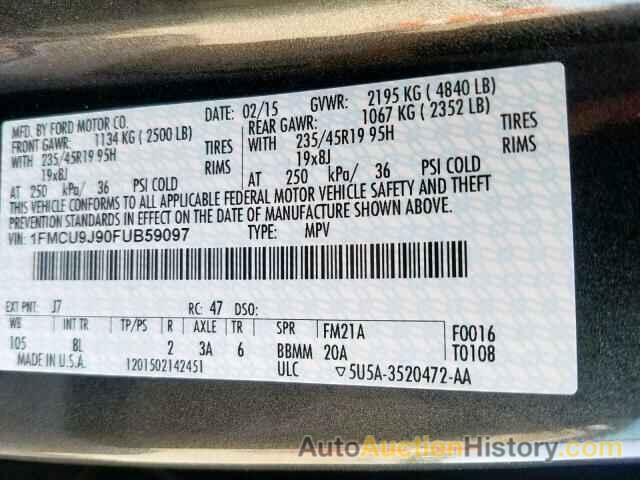 MFD. BY FORD MOTOR CO.
DATE: 02/15 GVWR: 2195 KG ( 4840 LB)
FRONT GAWR: 1134 KG ( 2500 LB)
REAR GAWR: 1067 KG ( 2352 LB)
WITH 235/45R19 95H TIRES
WITH 235/45R19 95H TIRES
19x8J RIMS
19x8J RIMS
AT 250 kPa/ 36 PSI COLD
AT 250 kPa/ 36 PSI COLD
THIS VEHICLE CONFORMS TO ALL APPLICABLE FEDERAL MOTOR VEHICLE SAFETY AND THEFT
PREVENTION STANDARDS IN EFFECT ON THE DATE OF MANUFACTURE SHOWN ABOVE.
VIN: 1FMCU9J90FUB59097 TYPE: MPV
EXT PNT: J7 RC: 47 DSO:
WB INT TR TP/PS R AXLE TR SPR FM21A F0016
105 8L 2 3A 6 BBMM 20A T0108
MADE IN U.S.A. 1201502142451 ULC ▽5U5A-3520472-AA
AutoAuctionHistory.com